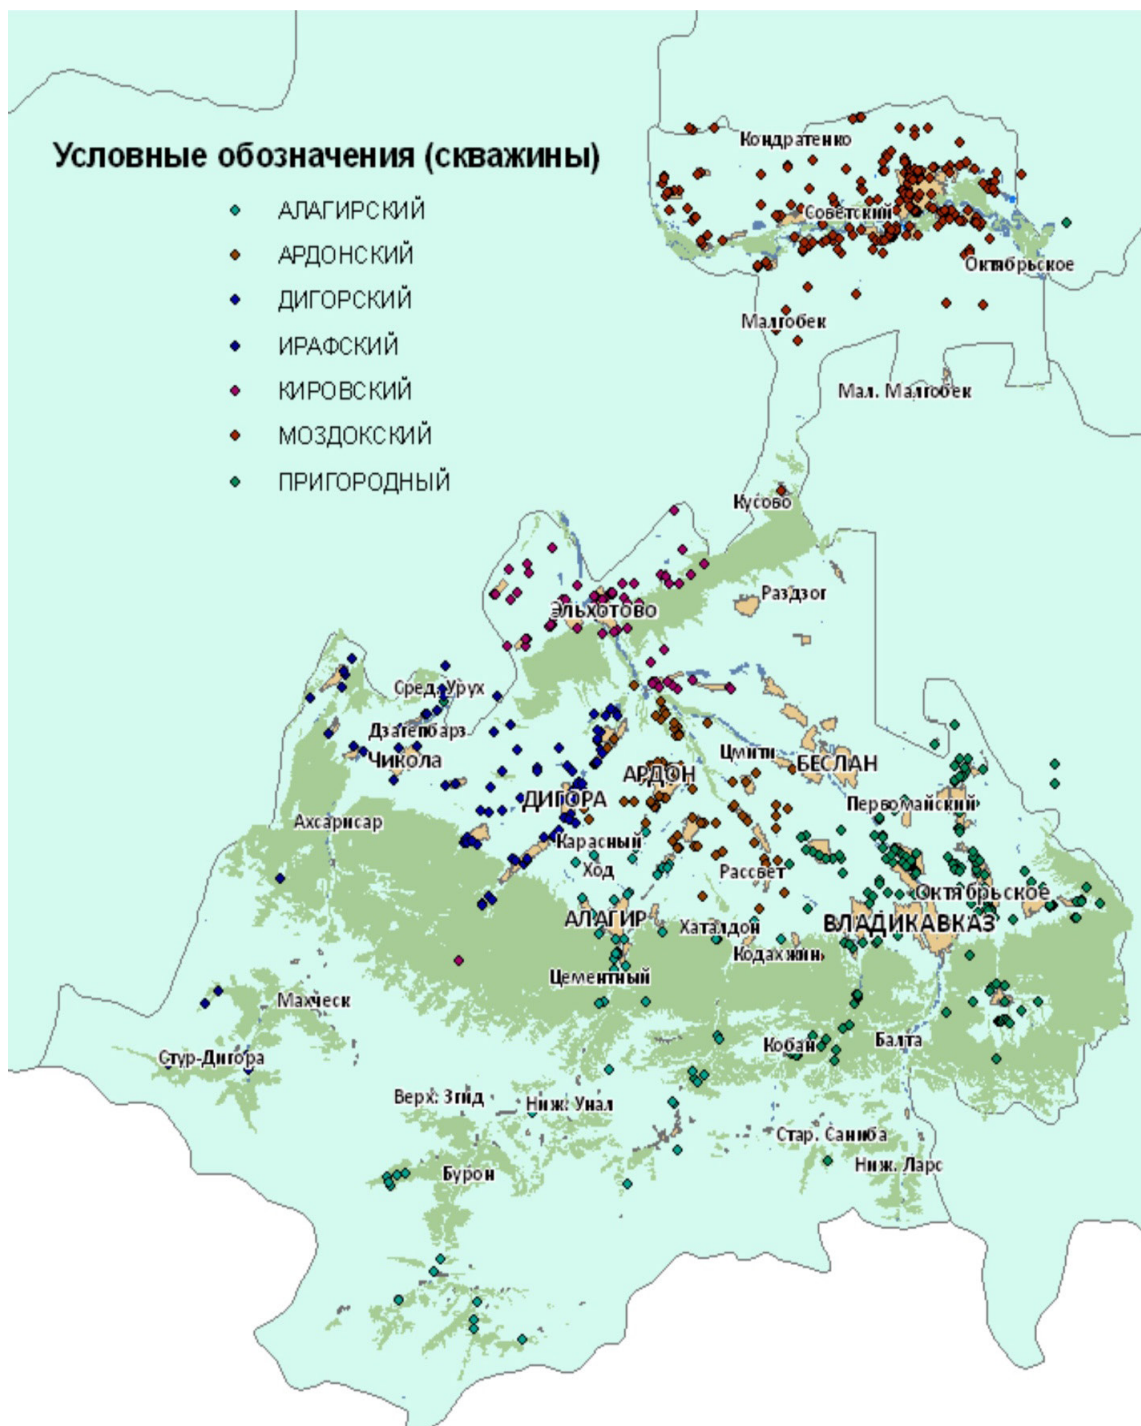 Условные обозначения (скважины)
АЛАГИРСКИЙ
АРДОНСКИЙ
ДИГОРСКИЙ
ИРАФСКИЙ
КИРОВСКИЙ
МОЗДОКСКИЙ
ПРИГОРОДНЫЙ
Кондратенко
Советский
Октябрьское
Малгобек
Мал. Малгобек
Кусово
Раздзог
Эльхотово
Сред. Урух
Дзагепбарз
Чикола
Цмити
БЕСЛАН
АРДОН
ДИГОРА
Первомайский
Ахсарисар
Карасный
Ход
Рассвет
Октябрьское
АЛАГИР
Хаталдон
ВЛАДИКАВКАЗ
Кодахжин
Цементный
Махческ
Стур-Дигора
Кобан
Балта
Верх. Згид
Ниж. Унал
Стар. Саниба
Бурон
Ниж. Ларс